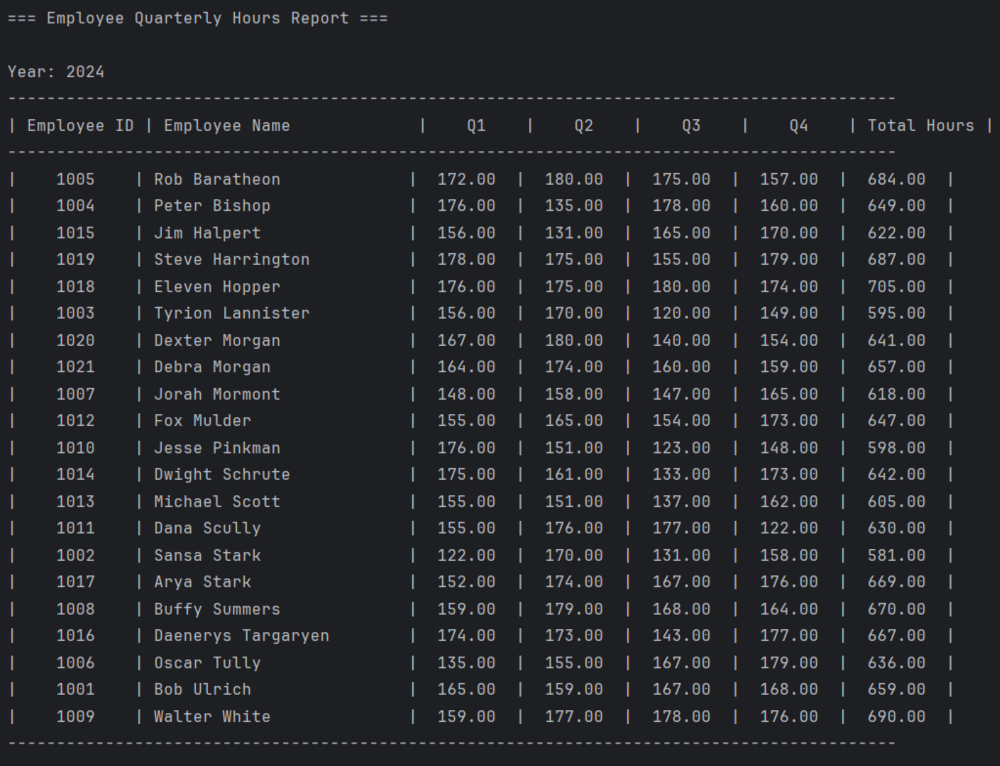 === Employee Quarterly Hours Report ===
Year: 2024
-------------------------------------------------------------------------------------------
| Employee ID | Employee Name             |    Q1    |    Q2    |    Q3    |    Q4    | Total Hours |
-------------------------------------------------------------------------------------------
|    1005    | Rob Baratheon             |  172.00  |  180.00  |  175.00  |  157.00  |  684.00  |
|    1004    | Peter Bishop              |  176.00  |  135.00  |  178.00  |  160.00  |  649.00  |
|    1015    | Jim Halpert               |  156.00  |  131.00  |  165.00  |  170.00  |  622.00  |
|    1019    | Steve Harrington          |  178.00  |  175.00  |  155.00  |  179.00  |  687.00  |
|    1018    | Eleven Hopper             |  176.00  |  175.00  |  180.00  |  174.00  |  705.00  |
|    1003    | Tyrion Lannister          |  156.00  |  170.00  |  120.00  |  149.00  |  595.00  |
|    1020    | Dexter Morgan             |  167.00  |  180.00  |  140.00  |  154.00  |  641.00  |
|    1021    | Debra Morgan              |  164.00  |  174.00  |  160.00  |  159.00  |  657.00  |
|    1007    | Jorah Mormont             |  148.00  |  158.00  |  147.00  |  165.00  |  618.00  |
|    1012    | Fox Mulder                |  155.00  |  165.00  |  154.00  |  173.00  |  647.00  |
|    1010    | Jesse Pinkman             |  176.00  |  151.00  |  123.00  |  148.00  |  598.00  |
|    1014    | Dwight Schrute            |  175.00  |  161.00  |  133.00  |  173.00  |  642.00  |
|    1013    | Michael Scott             |  155.00  |  151.00  |  137.00  |  162.00  |  605.00  |
|    1011    | Dana Scully               |  155.00  |  176.00  |  177.00  |  122.00  |  630.00  |
|    1002    | Sansa Stark               |  122.00  |  170.00  |  131.00  |  158.00  |  581.00  |
|    1017    | Arya Stark                |  152.00  |  174.00  |  167.00  |  176.00  |  669.00  |
|    1008    | Buffy Summers             |  159.00  |  179.00  |  168.00  |  164.00  |  670.00  |
|    1016    | Daenerys Targaryen        |  174.00  |  173.00  |  143.00  |  177.00  |  667.00  |
|    1006    | Oscar Tully               |  135.00  |  155.00  |  167.00  |  179.00  |  636.00  |
|    1001    | Bob Ulrich                |  165.00  |  159.00  |  167.00  |  168.00  |  659.00  |
|    1009    | Walter White              |  159.00  |  177.00  |  178.00  |  176.00  |  690.00  |
-------------------------------------------------------------------------------------------